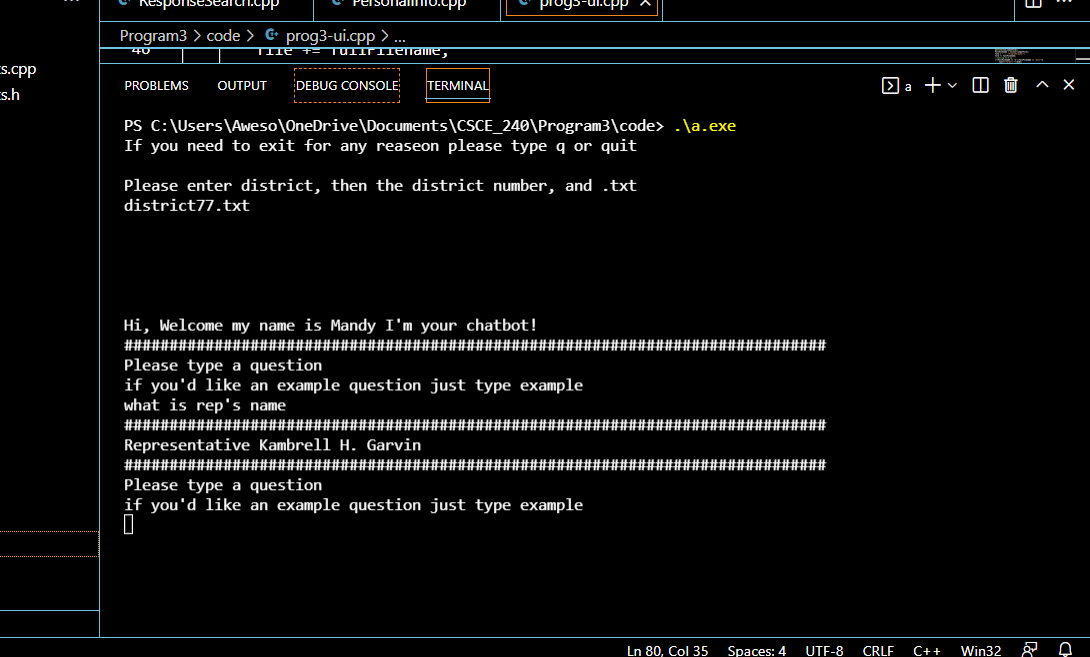 ResponseSearch.cpp PersonalInfo.cpp prog3-ui.cpp
Program3 > code > prog3-ui.cpp > ...
46 file += fullFilename;
s.cpp
s.h
PROBLEMS OUTPUT DEBUG CONSOLE TERMINAL a
PS C:\Users\Aweso\OneDrive\Documents\CSCE_240\Program3\code> .\a.exe
If you need to exit for any reaseon please type q or quit
Please enter district, then the district number, and .txt
district77.txt
Hi, Welcome my name is Mandy I'm your chatbot!
##############################################################################
Please type a question
if you'd like an example question just type example
what is rep's name
##############################################################################
Representative Kambrell H. Garvin
##############################################################################
Please type a question
if you'd like an example question just type example
Ln 80, Col 35 Spaces: 4 UTF-8 CRLF C++ Win32